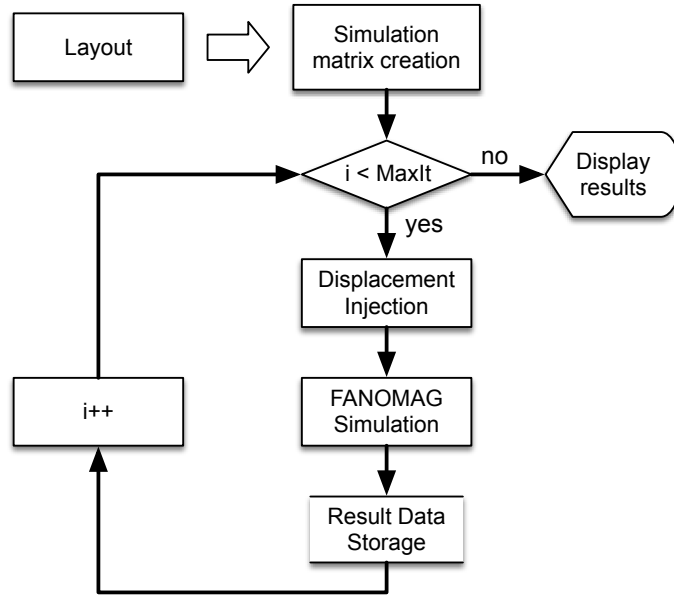 Layout
Simulation
matrix creation
i < MaxIt
no
Display
results
yes
Displacement
Injection
FANOMAG
Simulation
i++
Result Data
Storage